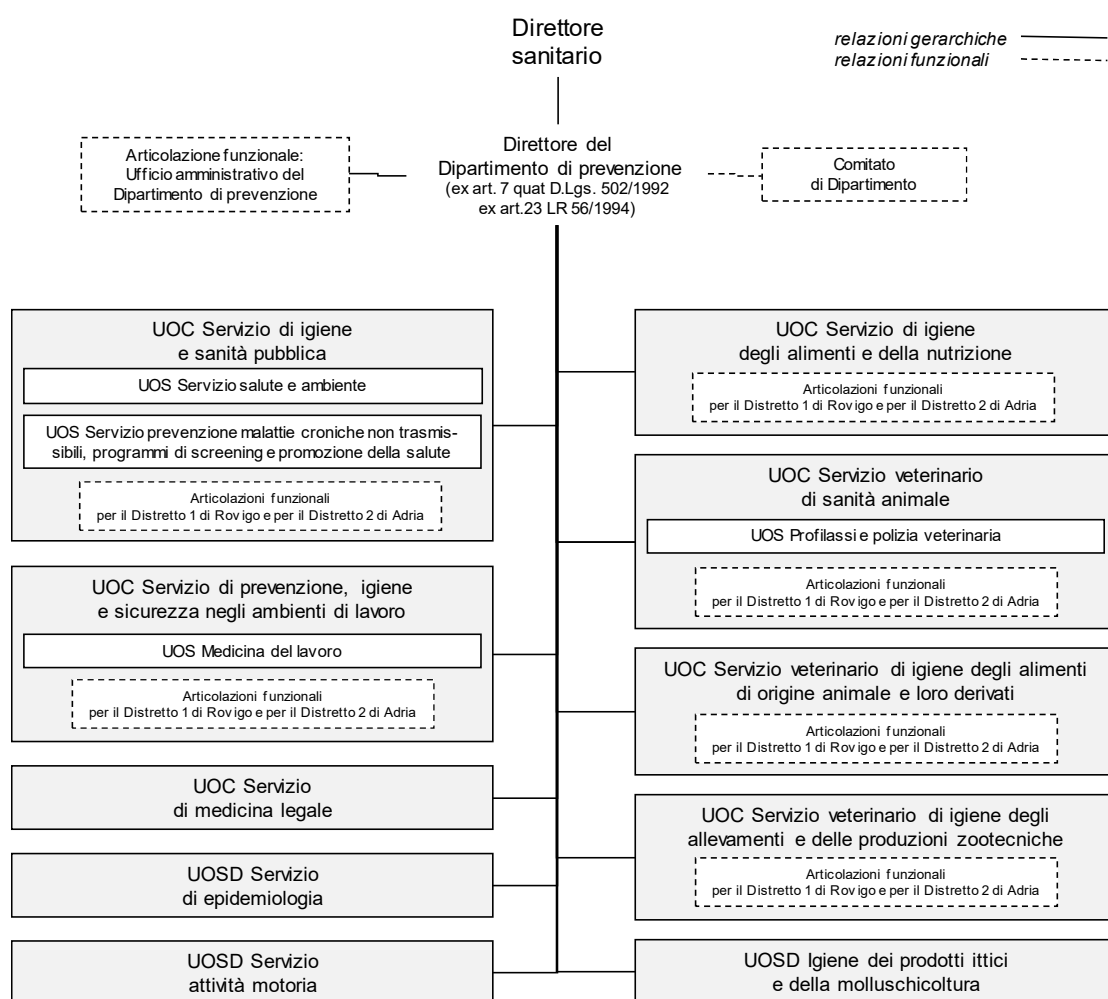 Direttore
sanitario
relazioni gerarchiche
relazioni funzionali
Articolazione funzionale:
Ufficio amministrativo del
Dipartimento di prevenzione
Direttore del
Dipartimento di prevenzione
(ex art. 7 quat D.Lgs. 502/1992
ex art.23 LR 56/1994)
Comitato
di Dipartimento
UOC Servizio di igiene
e sanità pubblica
UOS Servizio salute e ambiente
UOS Servizio prevenzione malattie croniche non trasmis-
sibili, programmi di screening e promozione della salute
Articolazioni funzionali
per il Distretto 1 di Rovigo e per il Distretto 2 di Adria
UOC Servizio di prevenzione, igiene
e sicurezza negli ambienti di lavoro
UOS Medicina del lavoro
Articolazioni funzionali
per il Distretto 1 di Rovigo e per il Distretto 2 di Adria
UOC Servizio
di medicina legale
UOSD Servizio
di epidemiologia
UOSD Servizio
attività motoria
UOC Servizio di igiene
degli alimenti e della nutrizione
Articolazioni funzionali
per il Distretto 1 di Rovigo e per il Distretto 2 di Adria
UOC Servizio veterinario
di sanità animale
UOS Profilassi e polizia veterinaria
Articolazioni funzionali
per il Distretto 1 di Rovigo e per il Distretto 2 di Adria
UOC Servizio veterinario di igiene degli alimenti
di origine animale e loro derivati
Articolazioni funzionali
per il Distretto 1 di Rovigo e per il Distretto 2 di Adria
UOC Servizio veterinario di igiene degli
allevamenti e delle produzioni zootecniche
Articolazioni funzionali
per il Distretto 1 di Rovigo e per il Distretto 2 di Adria
UOSD Igiene dei prodotti ittici
e della molluschicoltura